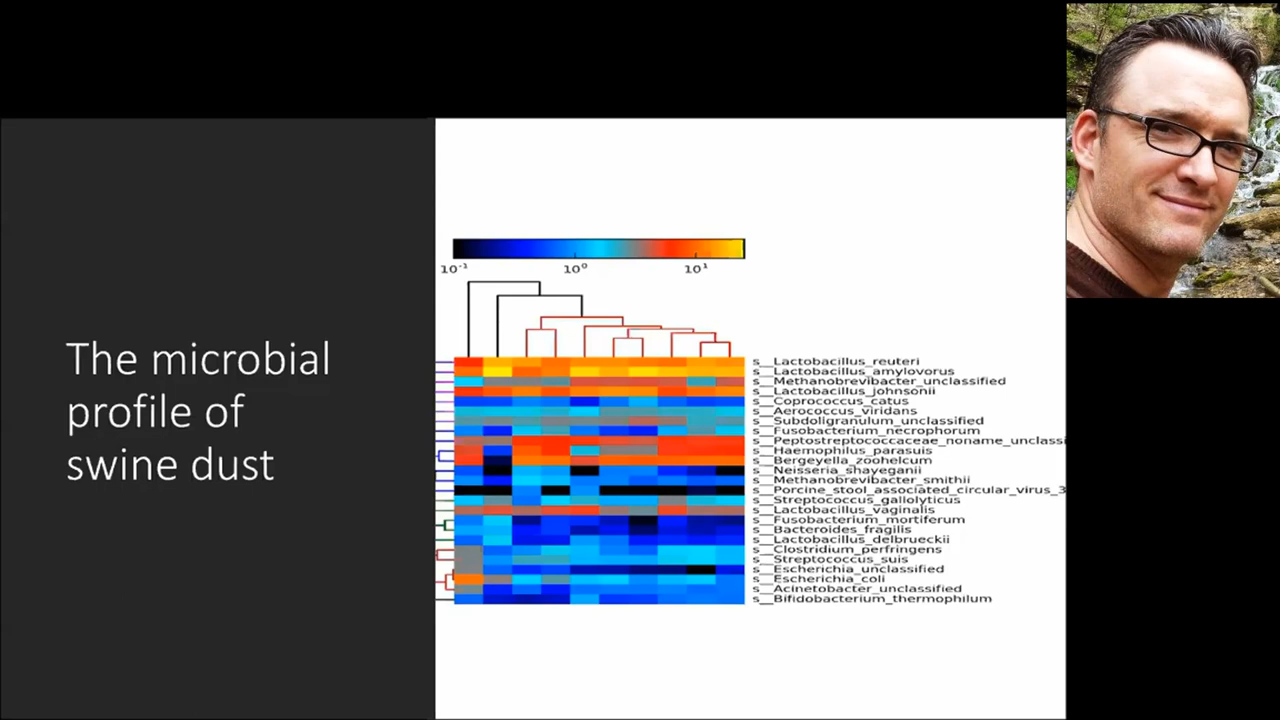 The microbial
profile of
swine dust
10⁻¹ 10⁰ 10¹
s__Lactobacillus_reuteri
s__Lactobacillus_amylovorus
s__Methanobrevibacter_unclassified
s__Lactobacillus_johnsonii
s__Coprococcus_catus
s__Aerococcus_viridans
s__Subdoligranulum_unclassified
s__Fusobacterium_necrophorum
s__Peptostreptococcaceae_noname_unclassi
s__Haemophilus_parasuis
s__Bergeyella_zoohelcum
s__Neisseria_shayeganii
s__Methanobrevibacter_smithii
s__Porcine_stool_associated_circular_virus_3
s__Streptococcus_gallolyticus
s__Lactobacillus_vaginalis
s__Fusobacterium_mortiferum
s__Bacteroides_fragilis
s__Lactobacillus_delbrueckii
s__Clostridium_perfringens
s__Streptococcus_suis
s__Escherichia_unclassified
s__Escherichia_coli
s__Acinetobacter_unclassified
s__Bifidobacterium_thermophilum